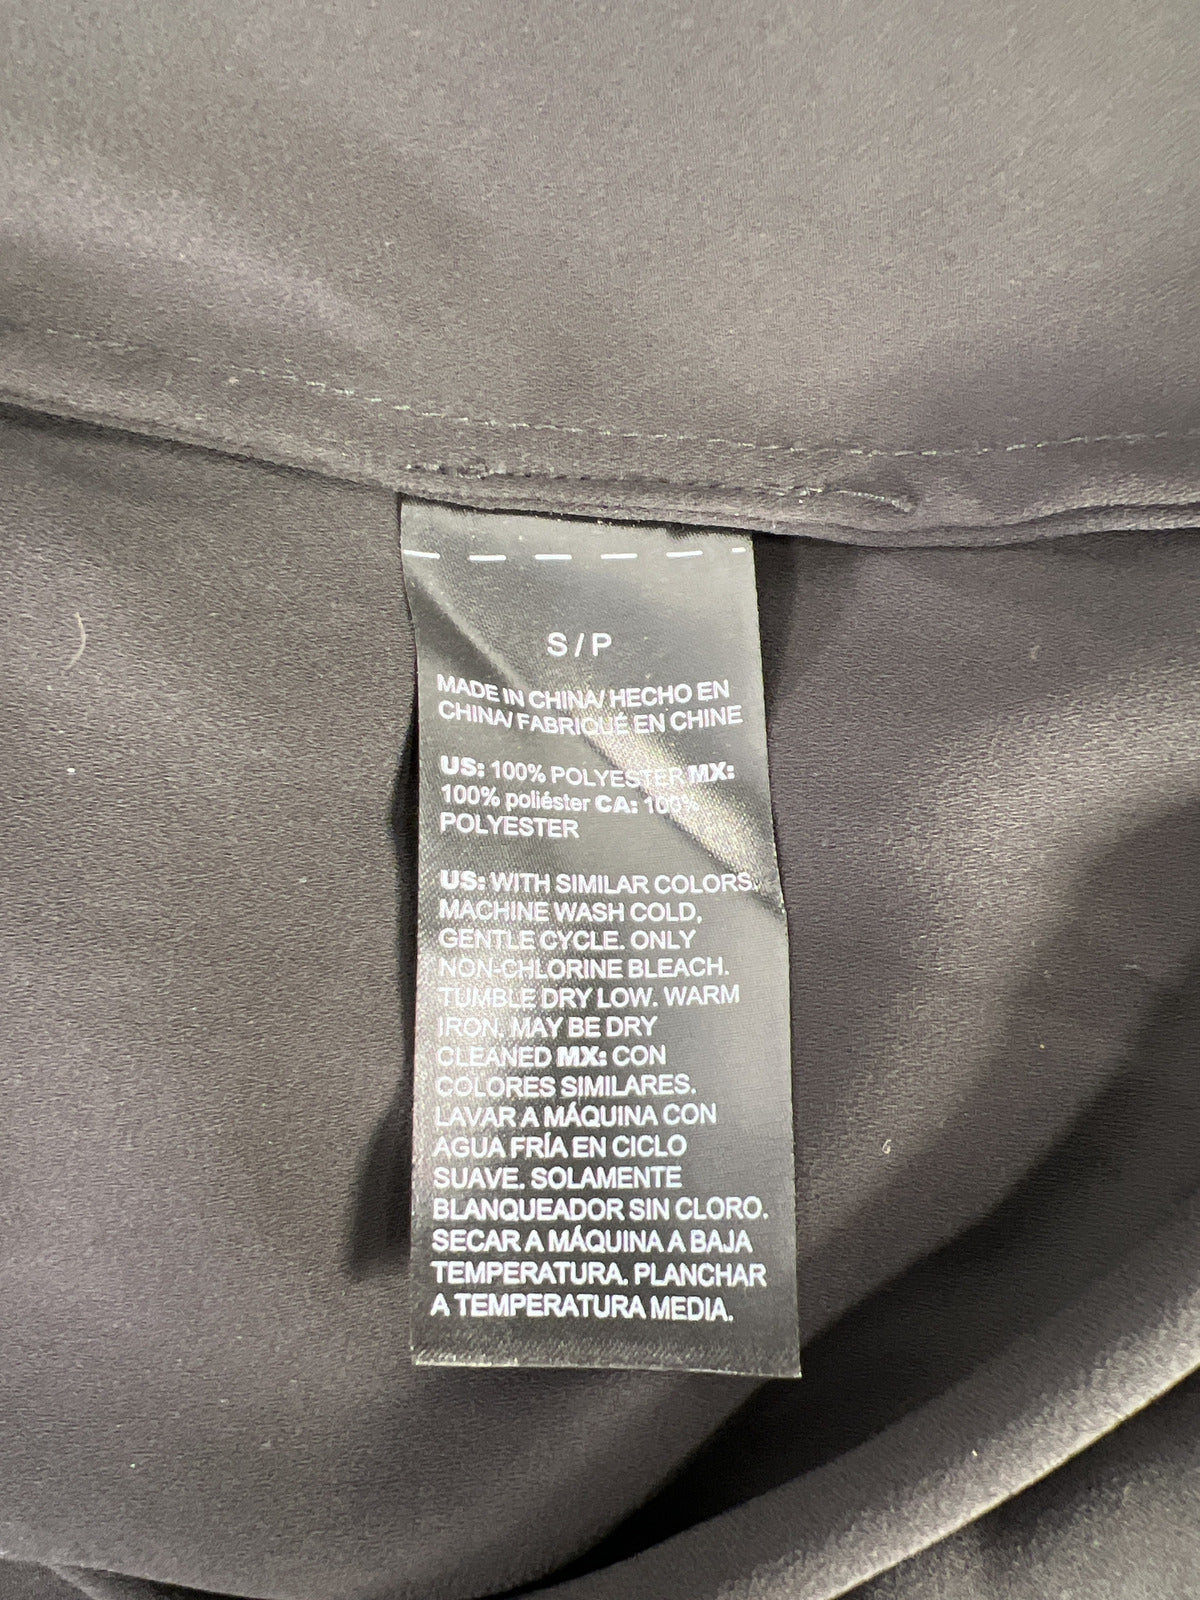 S / P
MADE IN CHINA/ HECHO EN
CHINA/ FABRIQUÉ EN CHINE
US: 100% POLYESTER MX:
100% poliéster CA: 100%
POLYESTER
US: WITH SIMILAR COLORS.
MACHINE WASH COLD,
GENTLE CYCLE. ONLY
NON-CHLORINE BLEACH.
TUMBLE DRY LOW. WARM
IRON. MAY BE DRY
CLEANED MX: CON
COLORES SIMILARES.
LAVAR A MÁQUINA CON
AGUA FRÍA EN CICLO
SUAVE. SOLAMENTE
BLANQUEADOR SIN CLORO.
SECAR A MÁQUINA A BAJA
TEMPERATURA. PLANCHAR
A TEMPERATURA MEDIA.